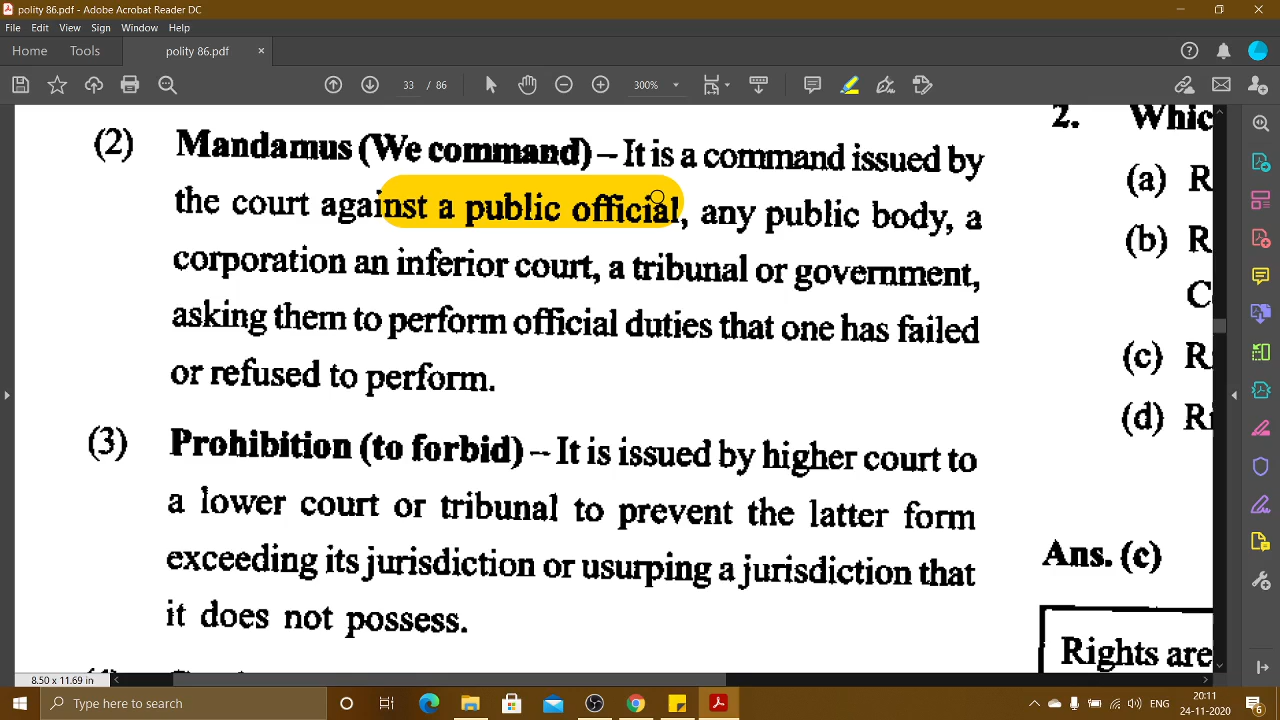 polity 86.pdf - Adobe Acrobat Reader DC
File Edit View Sign Window Help
Home Tools polity 86.pdf ×
33 / 86 300%
(2) Mandamus (We command) – It is a command issued by
the court against a public official, any public body, a
corporation an inferior court, a tribunal or government,
asking them to perform official duties that one has failed
or refused to perform.
(3) Prohibition (to forbid) – It is issued by higher court to
a lower court or tribunal to prevent the latter form
exceeding its jurisdiction or usurping a jurisdiction that
it does not possess.
2. Whic
(a) R
(b) R
C
(c) R
(d) Ri
Ans. (c)
Rights are
8.50 x 11.69 in
Type here to search
ENG
20:11
24-11-2020
6